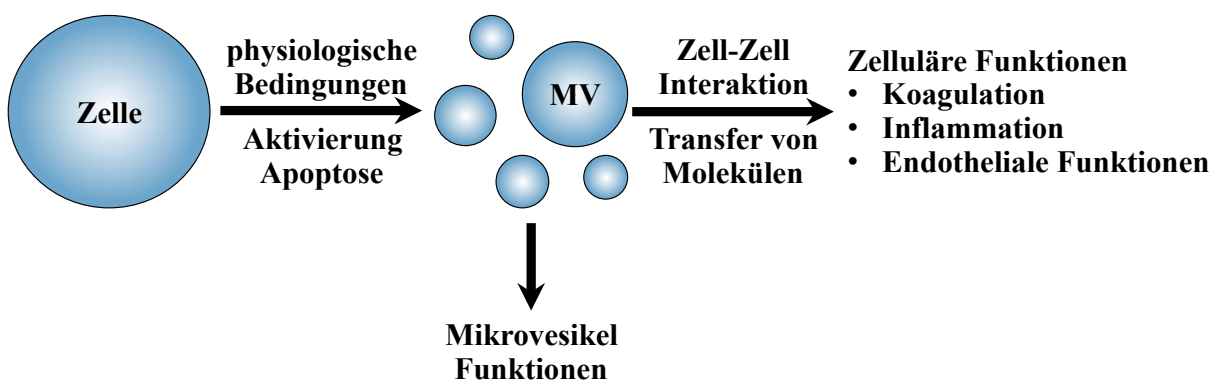 Zelle
physiologische
Bedingungen
Aktivierung
Apoptose
MV
Zell-Zell
Interaktion
Transfer von
Molekülen
Zelluläre Funktionen
• Koagulation
• Inflammation
• Endotheliale Funktionen
Mikrovesikel
Funktionen